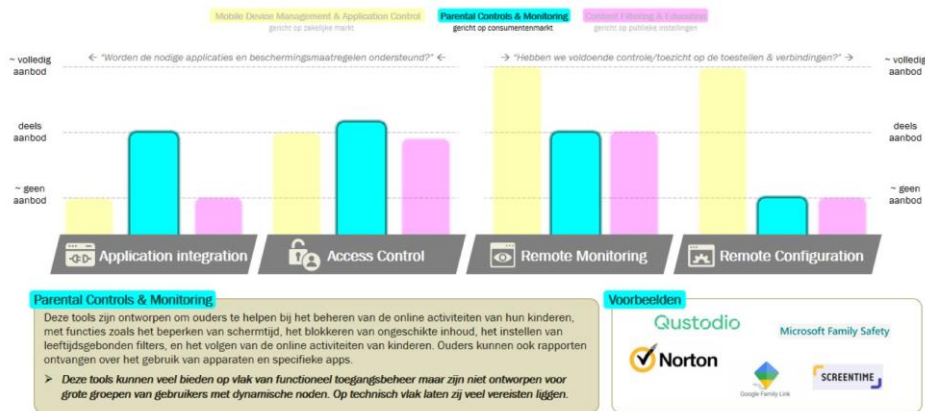 Mobile Device Management & Application Control
gericht op zakelijke markt
Parental Controls & Monitoring
gericht op consumentenmarkt
Content Filtering & Education
gericht op publieke instellingen
~ volledig
aanbod
← "Worden de nodige applicaties en beschermingsmaatregelen ondersteund?" ←
→ "Hebben we voldoende controle/toezicht op de toestellen & verbindingen?" →
~ volledig
aanbod
deels
aanbod
deels
aanbod
~ geen
aanbod
~ geen
aanbod
Application integration
Access Control
Remote Monitoring
Remote Configuration
Parental Controls & Monitoring
Deze tools zijn ontworpen om ouders te helpen bij het beheren van de online activiteiten van hun kinderen,
met functies zoals het beperken van schermtijd, het blokkeren van ongeschikte inhoud, het instellen van
leeftijdsgebonden filters, en het volgen van de online activiteiten van kinderen. Ouders kunnen ook rapporten
ontvangen over het gebruik van apparaten en specifieke apps.
➤ Deze tools kunnen veel bieden op vlak van functioneel toegangsbeheer maar zijn niet ontworpen voor
grote groepen van gebruikers met dynamische noden. Op technisch vlak laten zij veel vereisten liggen.
Voorbeelden
Qustodio
Microsoft Family Safety
Norton
Google Family Link
SCREENTIME